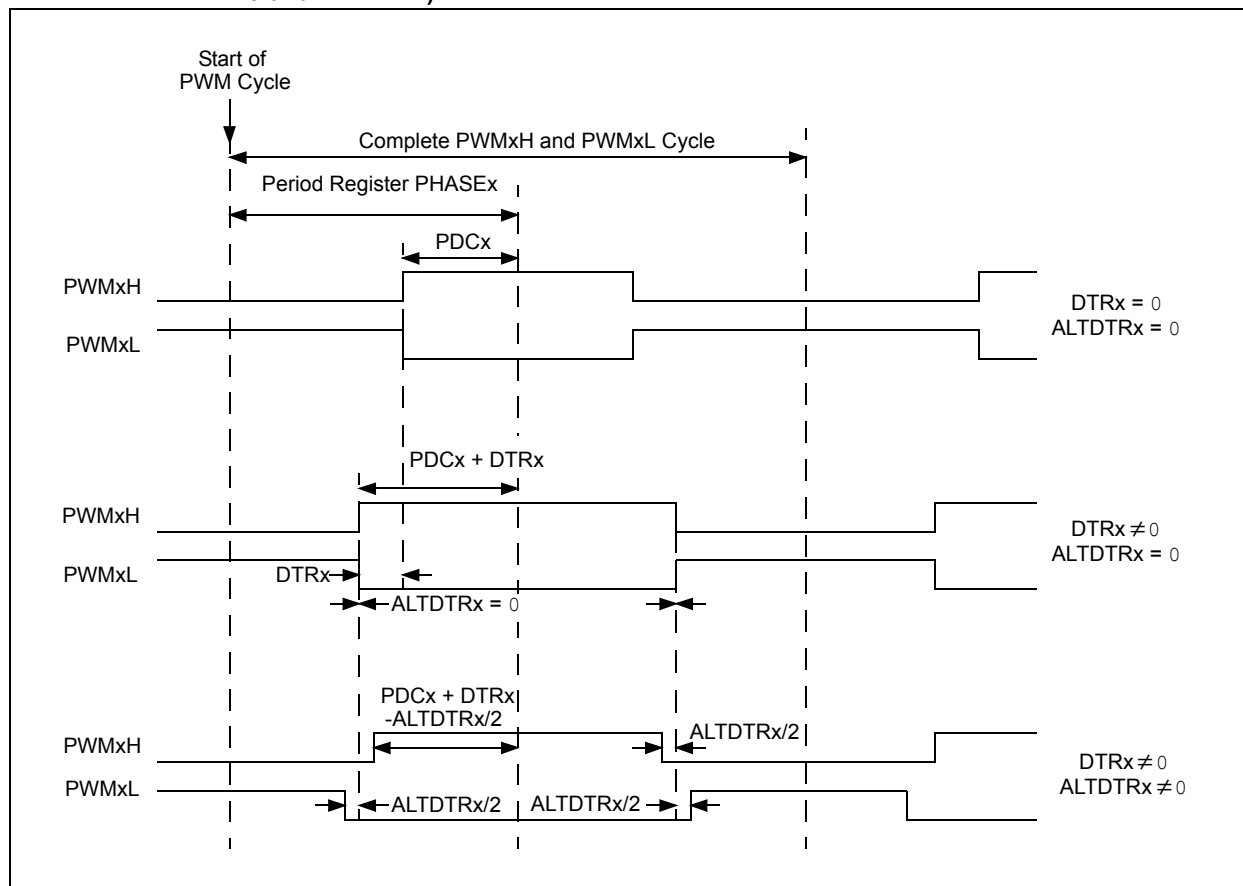 Start of
PWM Cycle
Complete PWMxH and PWMxL Cycle
Period Register PHASEx
PDCx
PWMxH
PWMxL
DTRx = 0
ALTDTRx = 0
PDCx + DTRx
PWMxH
PWMxL
DTRx
ALTDTRx = 0
DTRx ≠ 0
ALTDTRx = 0
PDCx + DTRx
-ALTDTRx/2
ALTDTRx/2
PWMxH
PWMxL
ALTDTRx/2
ALTDTRx/2
DTRx ≠ 0
ALTDTRx ≠ 0